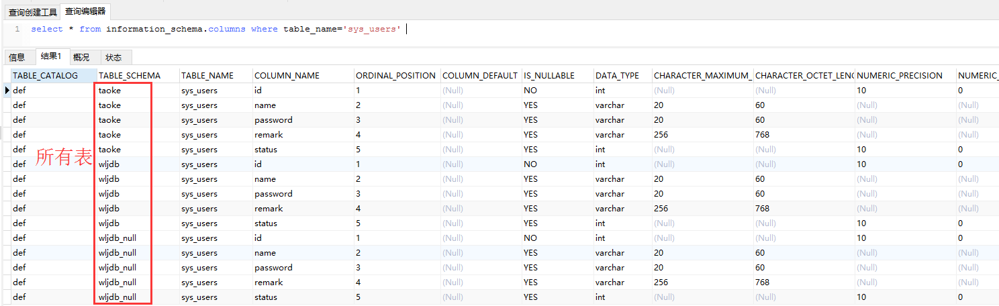 查询创建工具 查询编辑器
1 select * from information_schema.columns where table_name='sys_users'
信息 结果1 概况 状态
TABLE_CATALOG TABLE_SCHEMA TABLE_NAME COLUMN_NAME ORDINAL_POSITION COLUMN_DEFAULT IS_NULLABLE DATA_TYPE CHARACTER_MAXIMUM_ CHARACTER_OCTET_LENG NUMERIC_PRECISION NUMERIC_
def taoke sys_users id 1 (Null) NO int (Null) (Null) 10 0
def taoke sys_users name 2 (Null) YES varchar 20 60 (Null) (Null)
def taoke sys_users password 3 (Null) YES varchar 20 60 (Null) (Null)
def taoke sys_users remark 4 (Null) YES varchar 256 768 (Null) (Null)
def taoke sys_users status 5 (Null) YES int (Null) (Null) 10 0
所有表
def wljdb sys_users id 1 (Null) NO int (Null) (Null) 10 0
def wljdb sys_users name 2 (Null) YES varchar 20 60 (Null) (Null)
def wljdb sys_users password 3 (Null) YES varchar 20 60 (Null) (Null)
def wljdb sys_users remark 4 (Null) YES varchar 256 768 (Null) (Null)
def wljdb sys_users status 5 (Null) YES int (Null) (Null) 10 0
def wljdb_null sys_users id 1 (Null) NO int (Null) (Null) 10 0
def wljdb_null sys_users name 2 (Null) YES varchar 20 60 (Null) (Null)
def wljdb_null sys_users password 3 (Null) YES varchar 20 60 (Null) (Null)
def wljdb_null sys_users remark 4 (Null) YES varchar 256 768 (Null) (Null)
def wljdb_null sys_users status 5 (Null) YES int (Null) (Null) 10 0